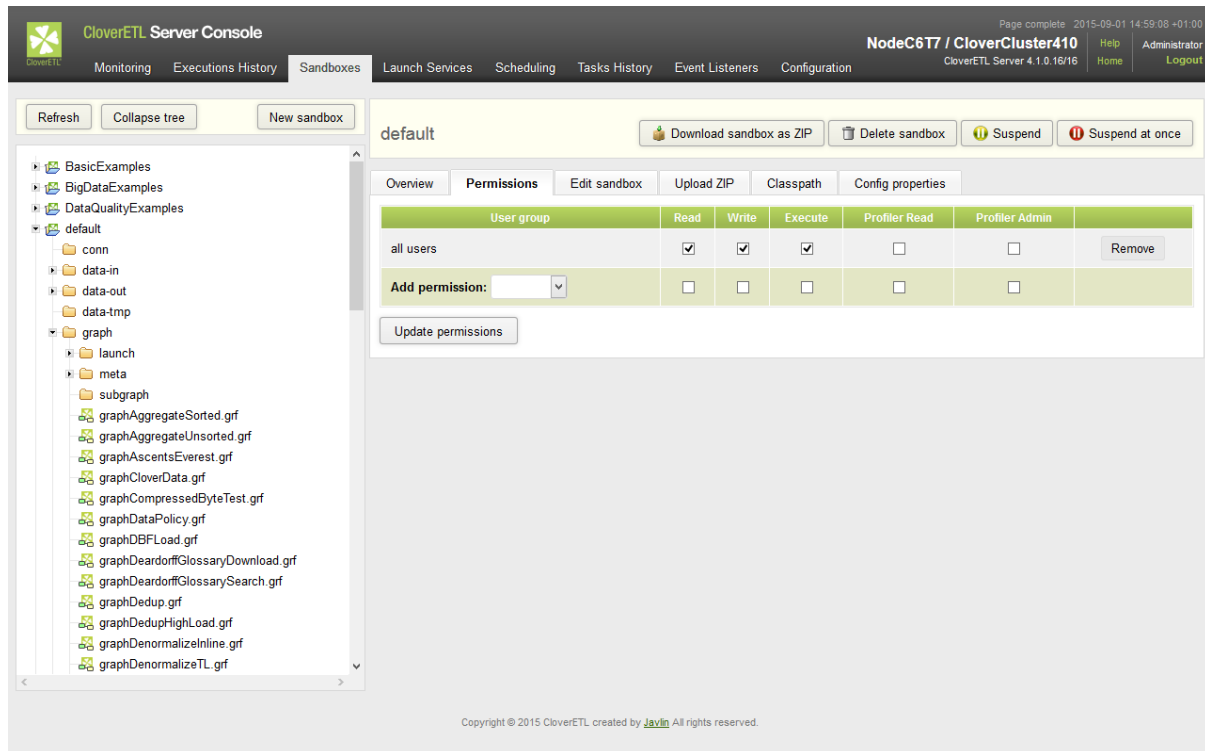 CloverETL Server Console
CloverETL
Page complete 2015-09-01 14:59:08 +01:00
NodeC6T7 / CloverCluster410
CloverETL Server 4.1.0.16/16
Help
Home
Administrator
Logout
Monitoring Executions History Sandboxes Launch Services Scheduling Tasks History Event Listeners Configuration
Refresh Collapse tree New sandbox
BasicExamples
BigDataExamples
DataQualityExamples
default
conn
data-in
data-out
data-tmp
graph
launch
meta
subgraph
graphAggregateSorted.grf
graphAggregateUnsorted.grf
graphAscentsEverest.grf
graphCloverData.grf
graphCompressedByteTest.grf
graphDataPolicy.grf
graphDBFLoad.grf
graphDeardorffGlossaryDownload.grf
graphDeardorffGlossarySearch.grf
graphDedup.grf
graphDedupHighLoad.grf
graphDenormalizeInline.grf
graphDenormalizeTL.grf
default Download sandbox as ZIP Delete sandbox Suspend Suspend at once
Overview Permissions Edit sandbox Upload ZIP Classpath Config properties
User group Read Write Execute Profiler Read Profiler Admin
all users Remove
Add permission:
Update permissions
Copyright © 2015 CloverETL created by Javlin All rights reserved.